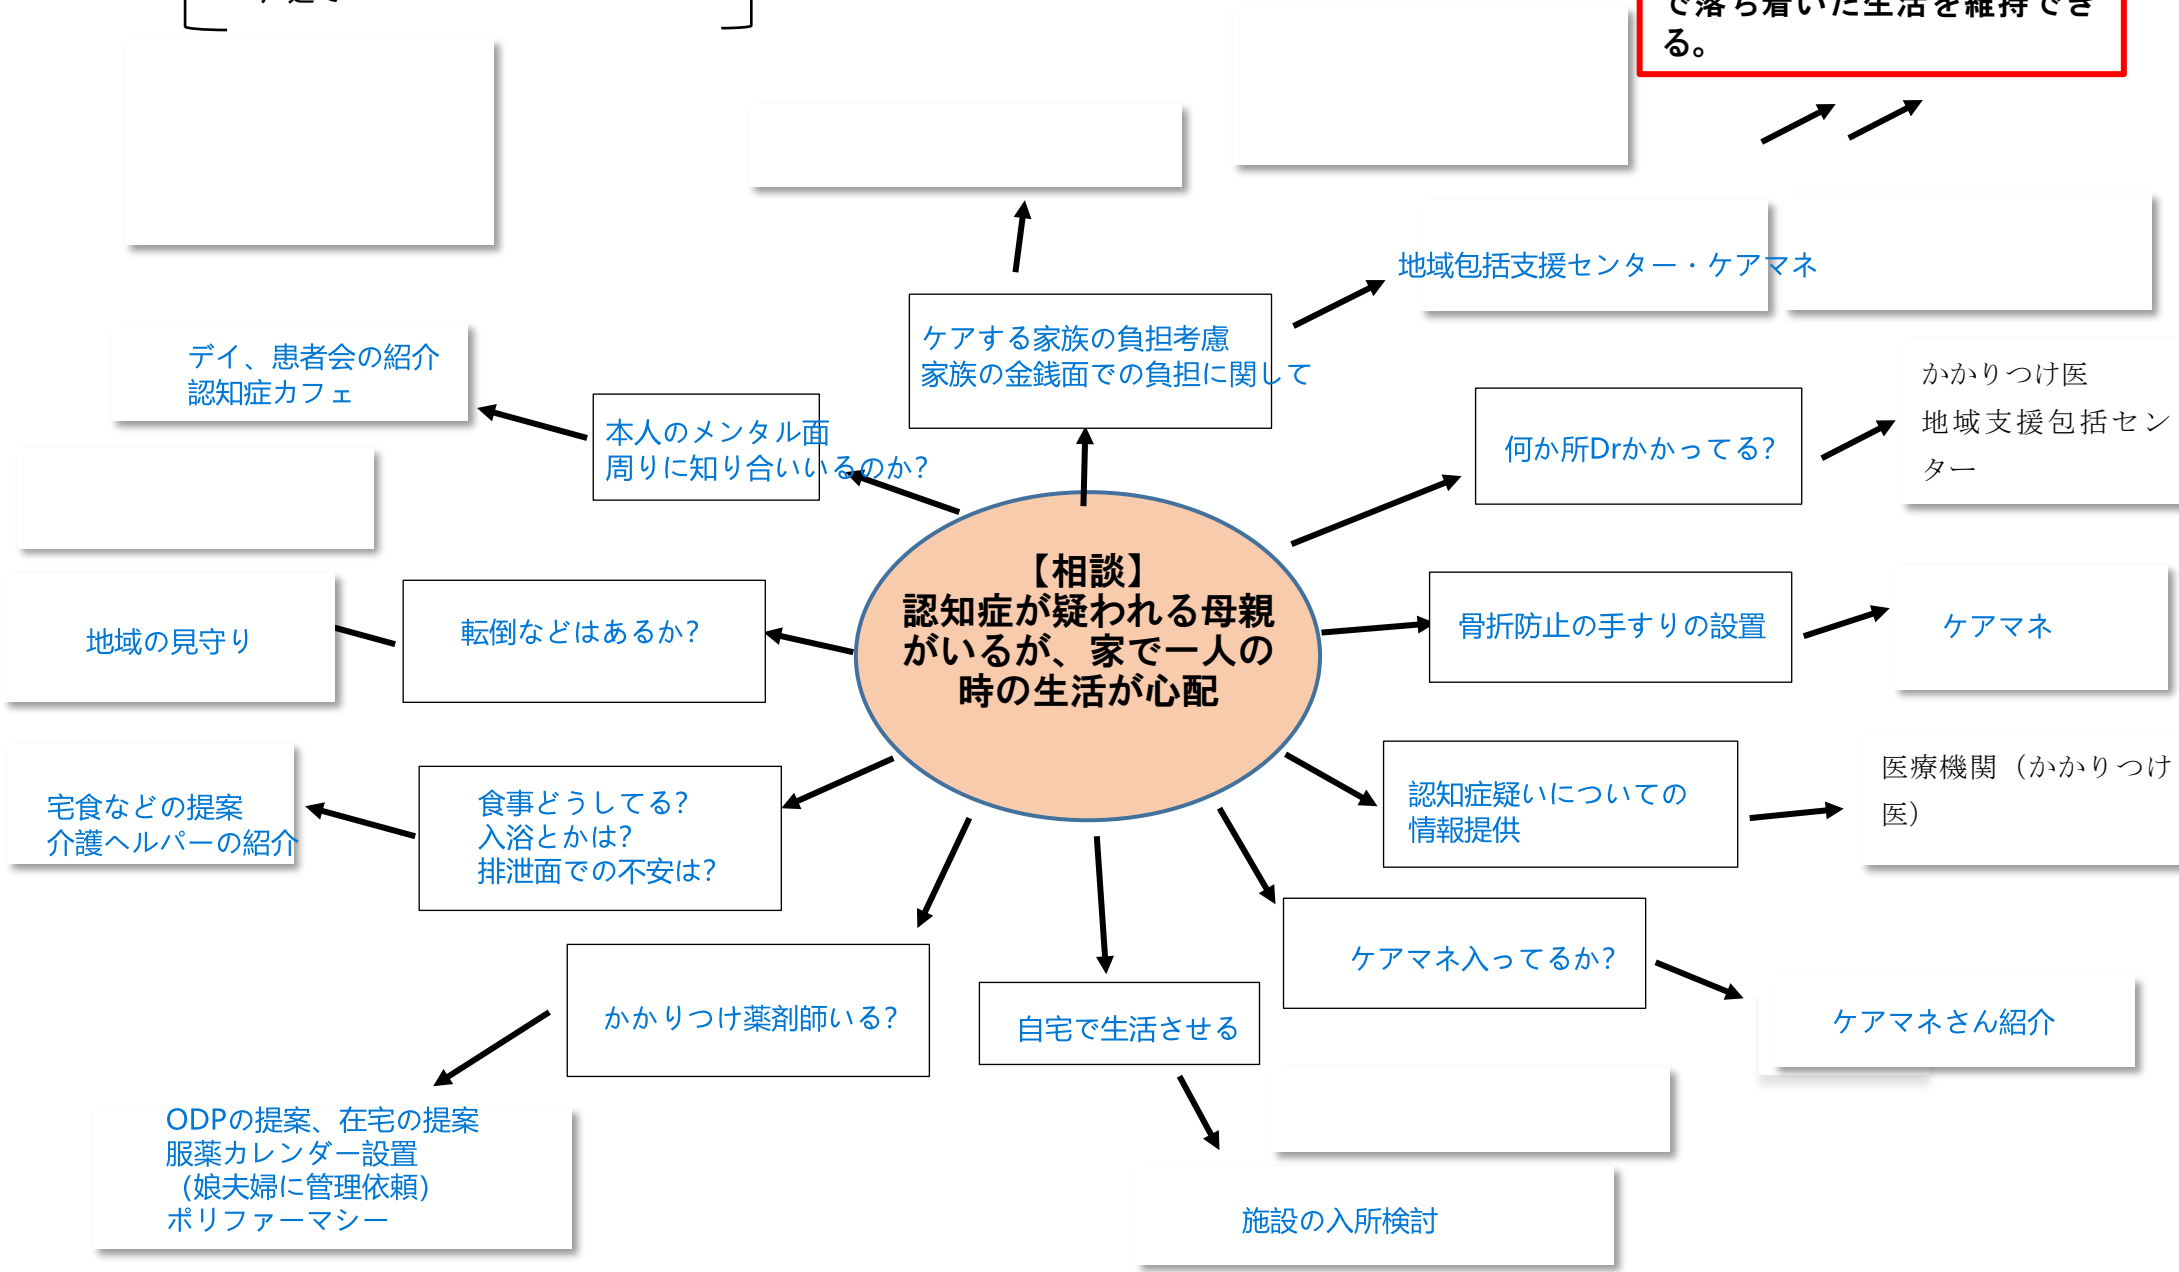 で落ち着いた生活を維持でき
る。
地域包括支援センター・ケアマネ
ケアする家族の負担考慮
家族の金銭面での負担に関して
デイ、患者会の紹介
認知症カフェ
本人のメンタル面
周りに知り合いいるのか?
何か所Drかかってる?
かかりつけ医
地域支援包括セン
ター
【相談】
認知症が疑われる母親
がいるが、家で一人の
時の生活が心配
転倒などはあるか?
地域の見守り
骨折防止の手すりの設置
ケアマネ
食事どうしてる?
入浴とかは?
排泄面での不安は?
宅食などの提案
介護ヘルパーの紹介
認知症疑いについての
情報提供
医療機関（かかりつけ
医）
ケアマネ入ってるか?
ケアマネさん紹介
かかりつけ薬剤師いる?
自宅で生活させる
ODPの提案、在宅の提案
服薬カレンダー設置
（娘夫婦に管理依頼）
ポリファーマシー
施設の入所検討